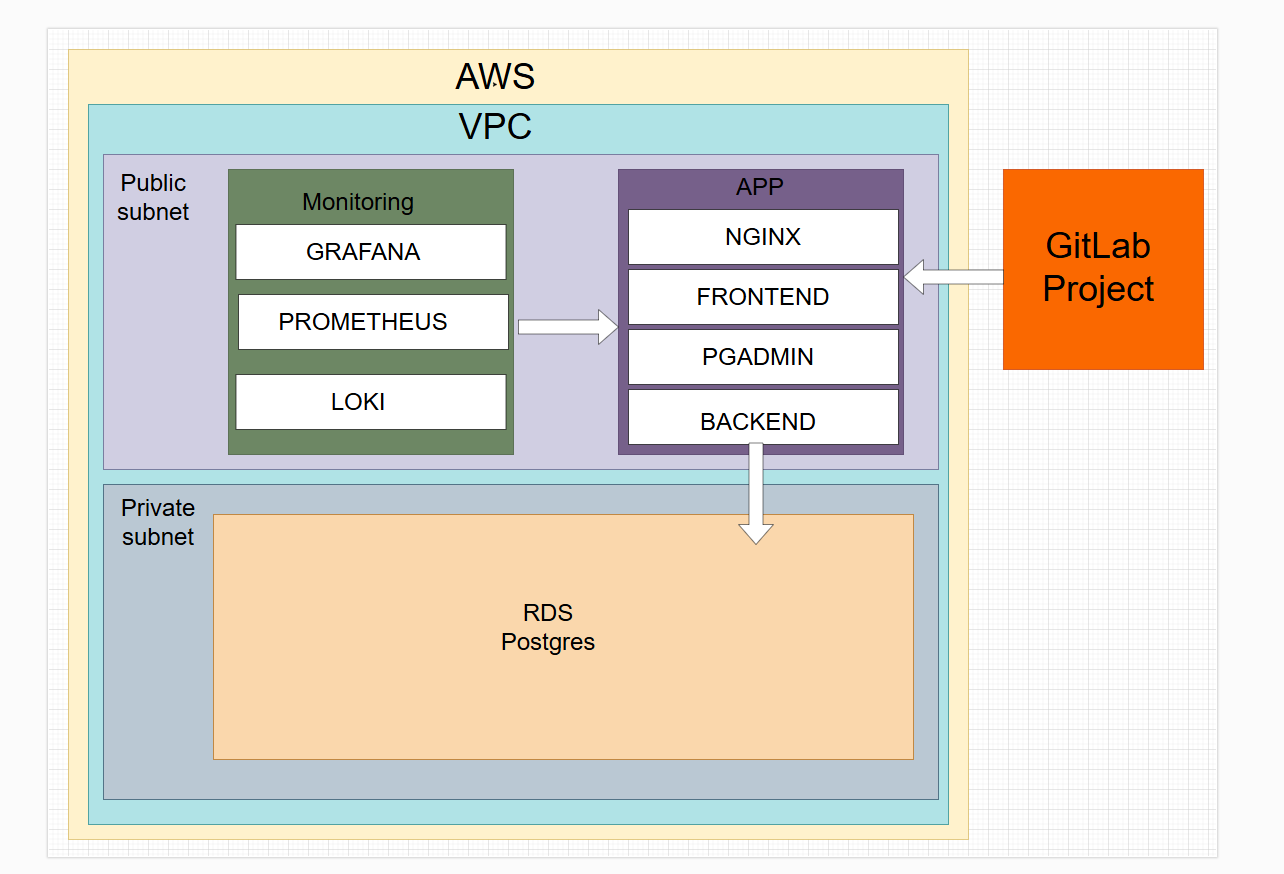 AWS
VPC
Public
subnet
Monitoring
GRAFANA
PROMETHEUS
LOKI
APP
NGINX
FRONTEND
PGADMIN
BACKEND
GitLab
Project
Private
subnet
RDS
Postgres